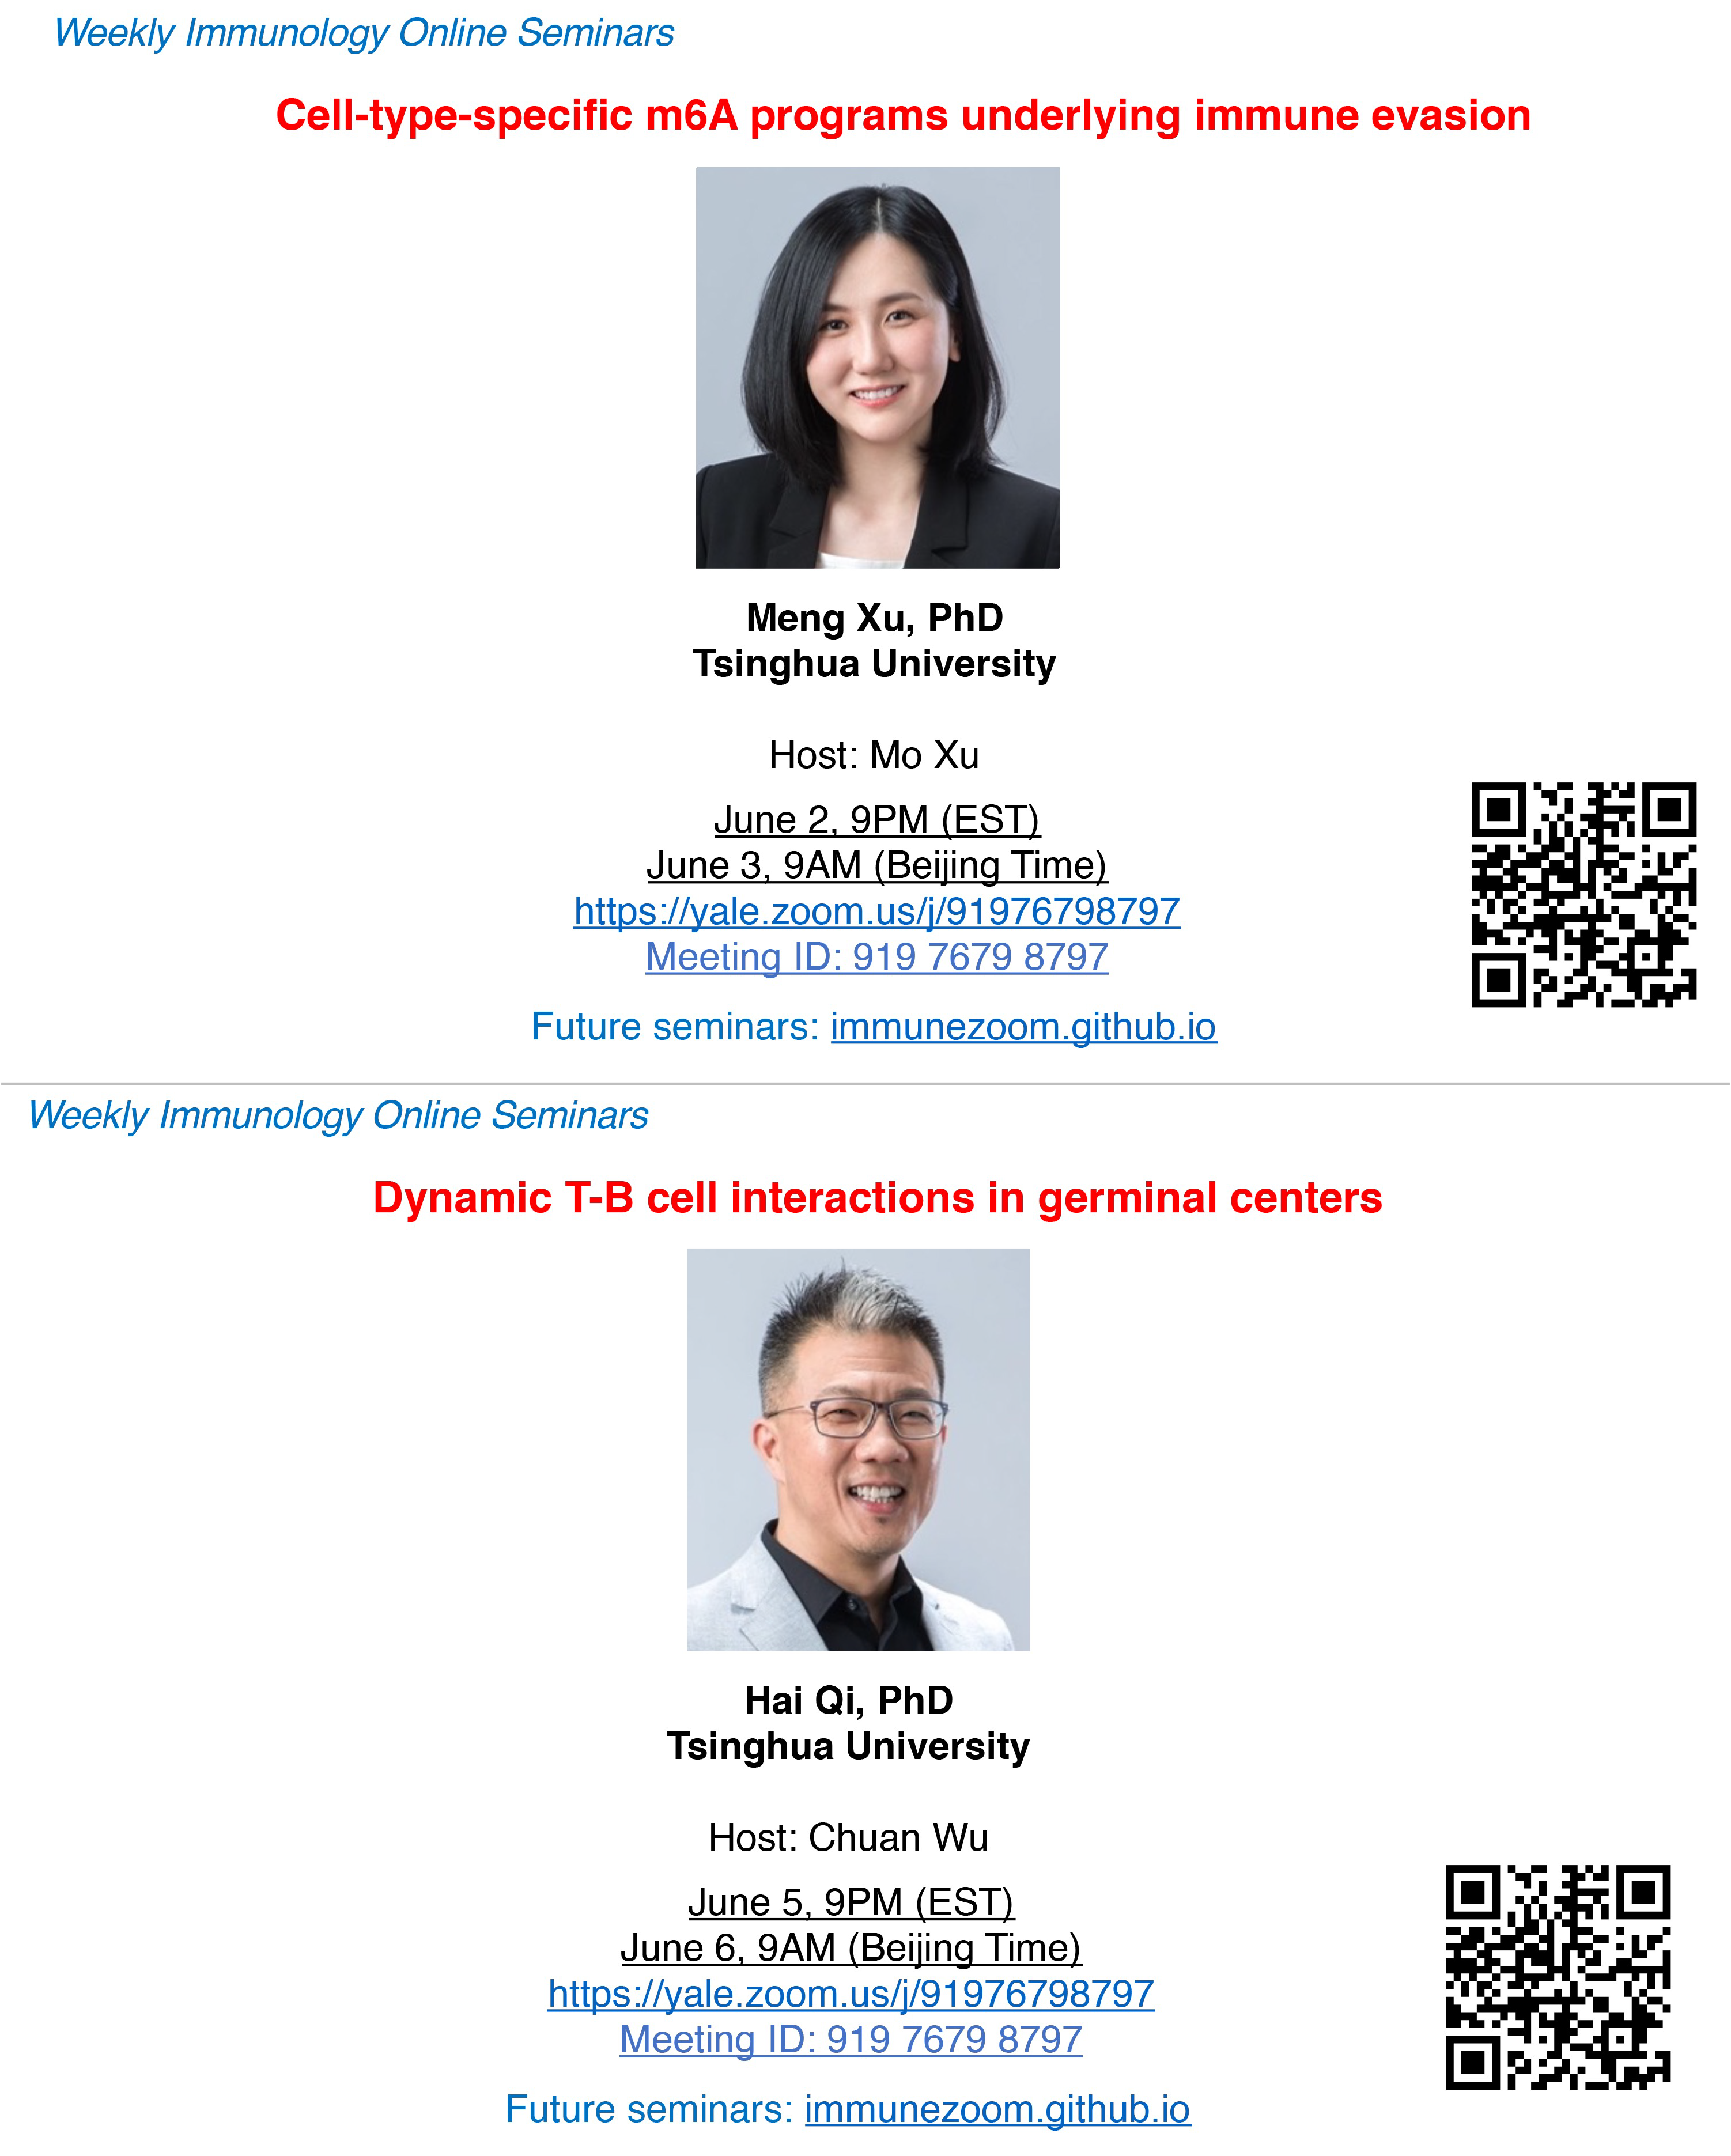 Weekly Immunology Online Seminars
Cell-type-specific m6A programs underlying immune evasion
Meng Xu, PhD
Tsinghua University
Host: Mo Xu
June 2, 9PM (EST)
June 3, 9AM (Beijing Time)
https://yale.zoom.us/j/91976798797
Meeting ID: 919 7679 8797
Future seminars: immunezoom.github.io
Weekly Immunology Online Seminars
Dynamic T-B cell interactions in germinal centers
Hai Qi, PhD
Tsinghua University
Host: Chuan Wu
June 5, 9PM (EST)
June 6, 9AM (Beijing Time)
https://yale.zoom.us/j/91976798797
Meeting ID: 919 7679 8797
Future seminars: immunezoom.github.io